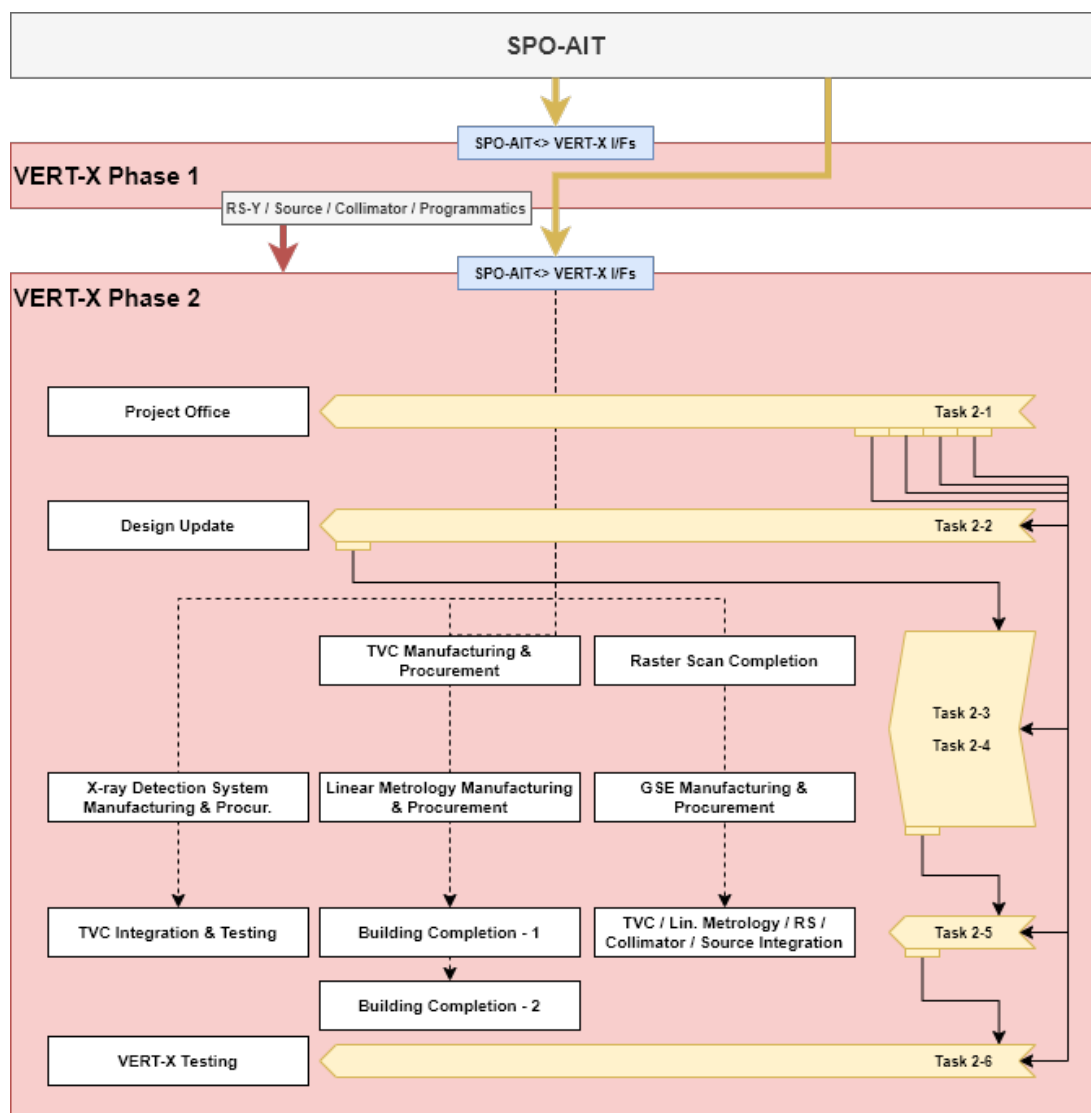 SPO-AIT
SPO-AIT<> VERT-X I/Fs
VERT-X Phase 1
RS-Y / Source / Collimator / Programmatics
SPO-AIT<> VERT-X I/Fs
VERT-X Phase 2
Project Office
Task 2-1
Design Update
Task 2-2
TVC Manufacturing &
Procurement
Raster Scan Completion
Task 2-3
Task 2-4
X-ray Detection System
Manufacturing & Procur.
Linear Metrology Manufacturing
& Procurement
GSE Manufacturing &
Procurement
TVC Integration & Testing
Building Completion - 1
TVC / Lin. Metrology / RS /
Collimator / Source Integration
Task 2-5
Building Completion - 2
VERT-X Testing
Task 2-6